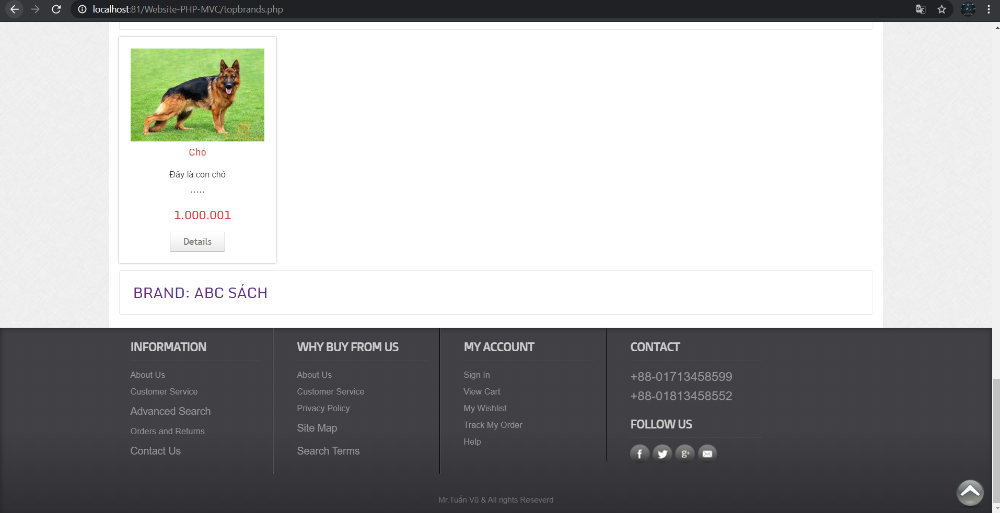 localhost:81/Website-PHP-MVC/topbrands.php
Chó
Đây là con chó
.....
1.000.001
Details
BRAND: ABC SÁCH
INFORMATION
About Us
Customer Service
Advanced Search
Orders and Returns
Contact Us
WHY BUY FROM US
About Us
Customer Service
Privacy Policy
Site Map
Search Terms
MY ACCOUNT
Sign In
View Cart
My Wishlist
Track My Order
Help
CONTACT
+88-01713458599
+88-01813458552
FOLLOW US
Mr.Tuấn Vũ & All rights Reseverd